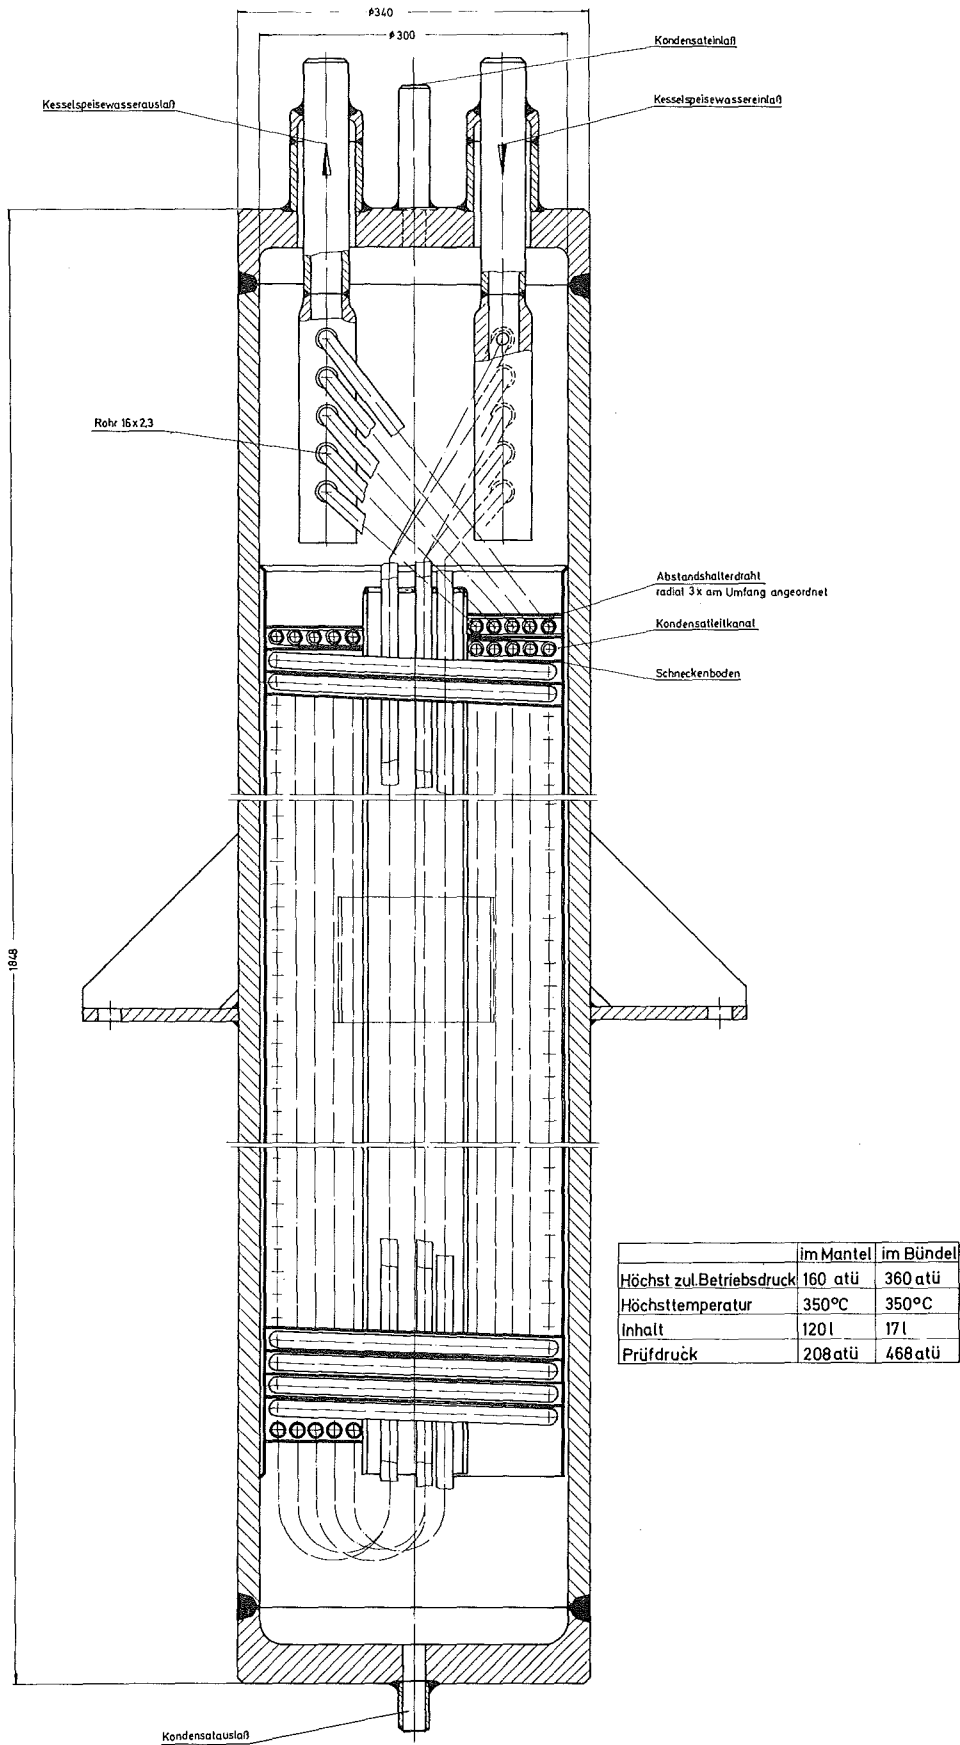 ⌀340
⌀300
Kondensateinlaß
Kesselspeisewasserauslaß
Kesselspeisewassereinlaß
Rohr 16x2,3
Abstandshalterdraht
radial 3x am Umfang angeordnet
Kondensatleitkanal
Schneckenboden
1848
im Mantel im Bündel
Höchst zul.Betriebsdruck 160 atü 360 atü
Höchsttemperatur 350°C 350°C
Inhalt 120 l 17 l
Prüfdruck 208 atü 468 atü
Kondensatauslaß